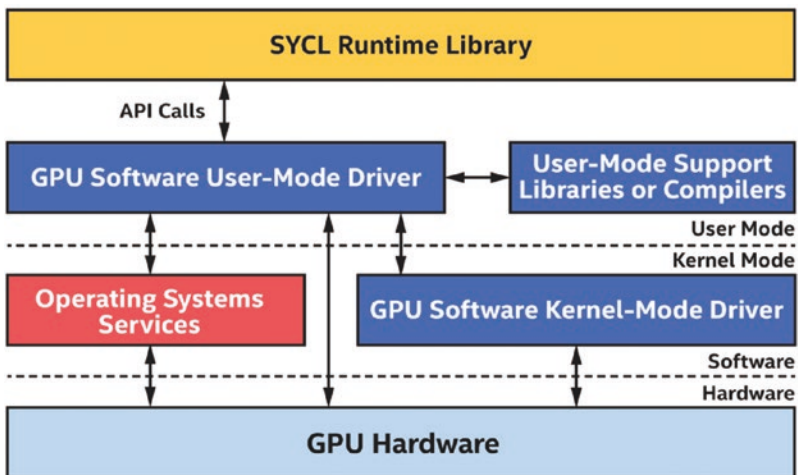 SYCL Runtime Library
API Calls
GPU Software User-Mode Driver
User-Mode Support
Libraries or Compilers
User Mode
Kernel Mode
Operating Systems
Services
GPU Software Kernel-Mode Driver
Software
Hardware
GPU Hardware